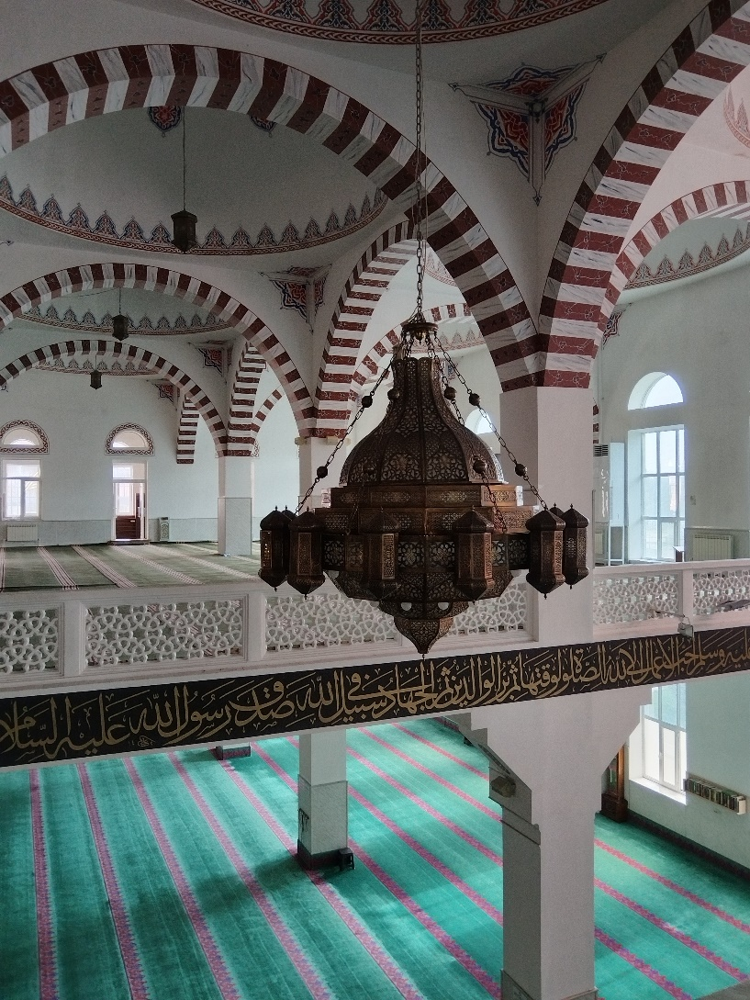 عليه وسلم احب الاعمال الى الله الصلوة لوقتها ثم بر الوالدين ثم الجهاد في سبيل الله صدق رسول الله عليه السلام